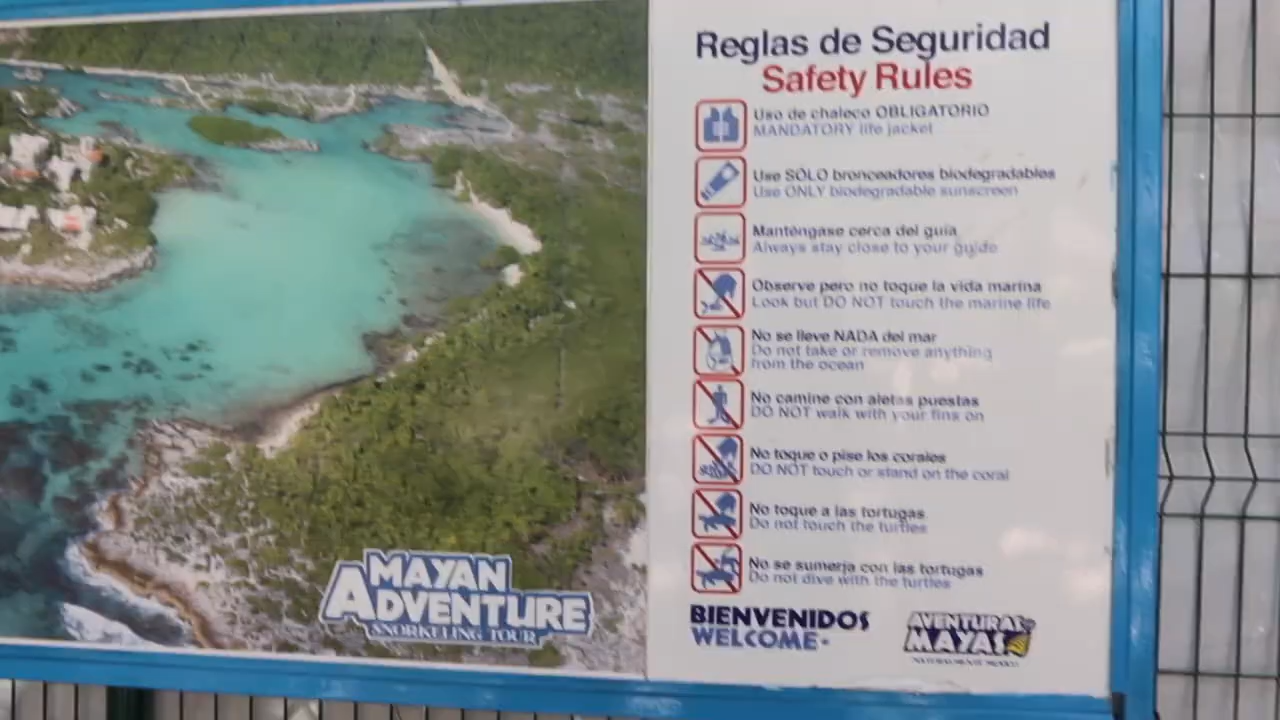 Reglas de Seguridad
Safety Rules
Uso de chaleco OBLIGATORIO
MANDATORY life jacket
Use SÓLO bronceadores biodegradables
Use ONLY biodegradable sunscreen
Manténgase cerca del guía
Always stay close to your guide
Observe pero no toque la vida marina
Look but DO NOT touch the marine life
No se lleve NADA del mar
Do not take or remove anything
from the ocean
No camine con aletas puestas
DO NOT walk with your fins on
No toque o pise los corales
DO NOT touch or stand on the coral
No toque a las tortugas
Do not touch the turtles
No se sumerja con las tortugas
Do not dive with the turtles
BIENVENIDOS
WELCOME
AVENTURAS
MAYAS
MAYAN
ADVENTURE
SNORKELING TOUR